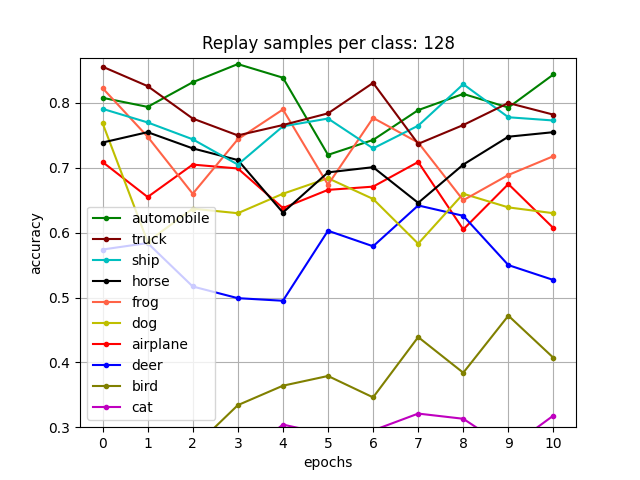 Replay samples per class: 128
accuracy
0.8
0.7
0.6
0.5
0.4
0.3
automobile
truck
ship
horse
frog
dog
airplane
deer
bird
cat
0 1 2 3 4 5 6 7 8 9 10
epochs